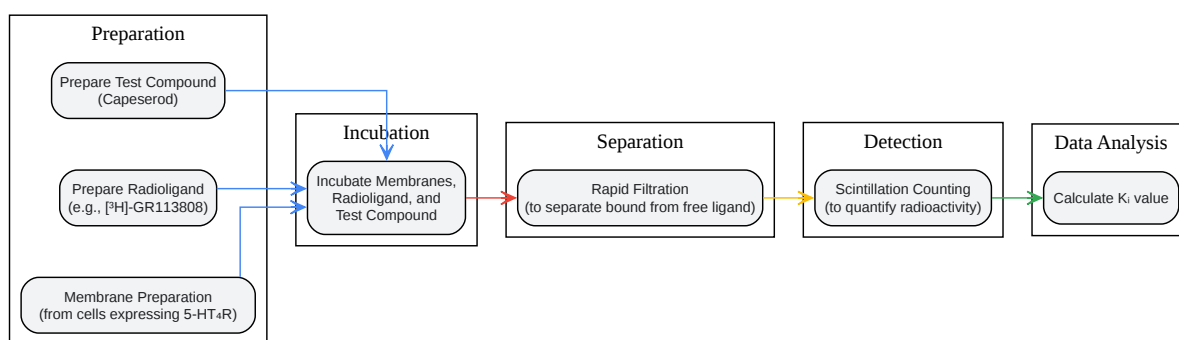 Preparation
Prepare Test Compound
(Capeserod)
Prepare Radioligand
(e.g., [³H]-GR113808)
Membrane Preparation
(from cells expressing 5-HT₄R)
Incubation
Incubate Membranes,
Radioligand, and
Test Compound
Separation
Rapid Filtration
(to separate bound from free ligand)
Detection
Scintillation Counting
(to quantify radioactivity)
Data Analysis
Calculate Kᵢ value